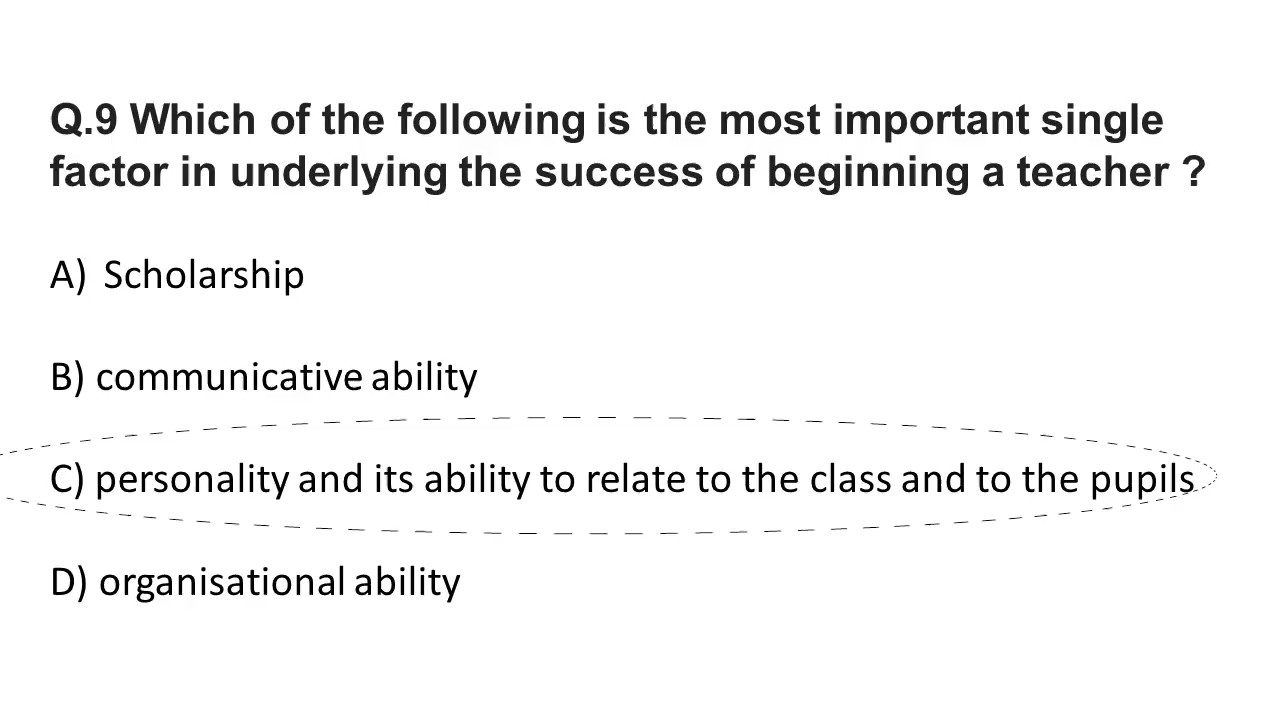 Q.9 Which of the following is the most important single
factor in underlying the success of beginning a teacher ?
A) Scholarship
B) communicative ability
C) personality and its ability to relate to the class and to the pupils
D) organisational ability